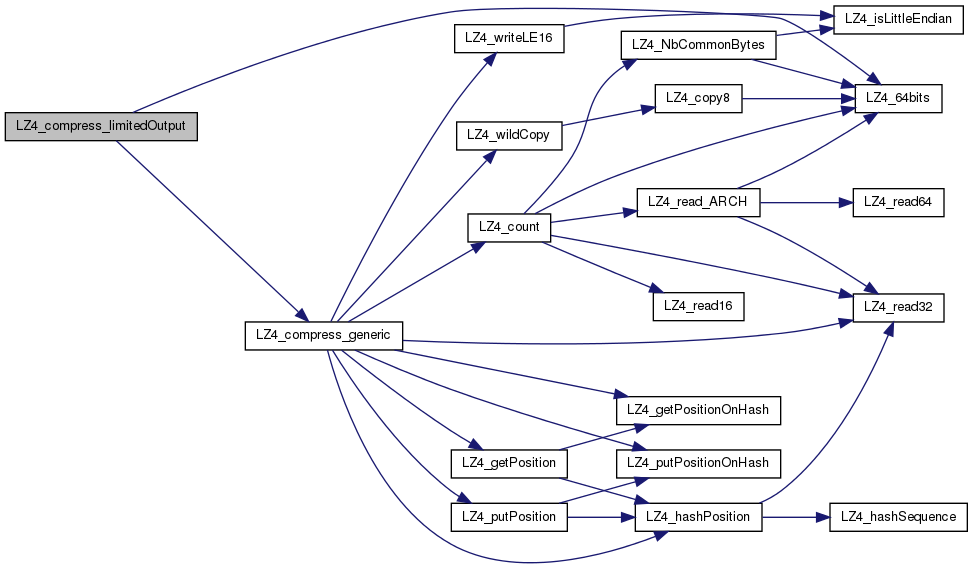 LZ4_compress_limitedOutput
LZ4_compress_generic
LZ4_writeLE16
LZ4_wildCopy
LZ4_count
LZ4_getPosition
LZ4_putPosition
LZ4_NbCommonBytes
LZ4_copy8
LZ4_read_ARCH
LZ4_read16
LZ4_getPositionOnHash
LZ4_putPositionOnHash
LZ4_hashPosition
LZ4_isLittleEndian
LZ4_64bits
LZ4_read64
LZ4_read32
LZ4_hashSequence